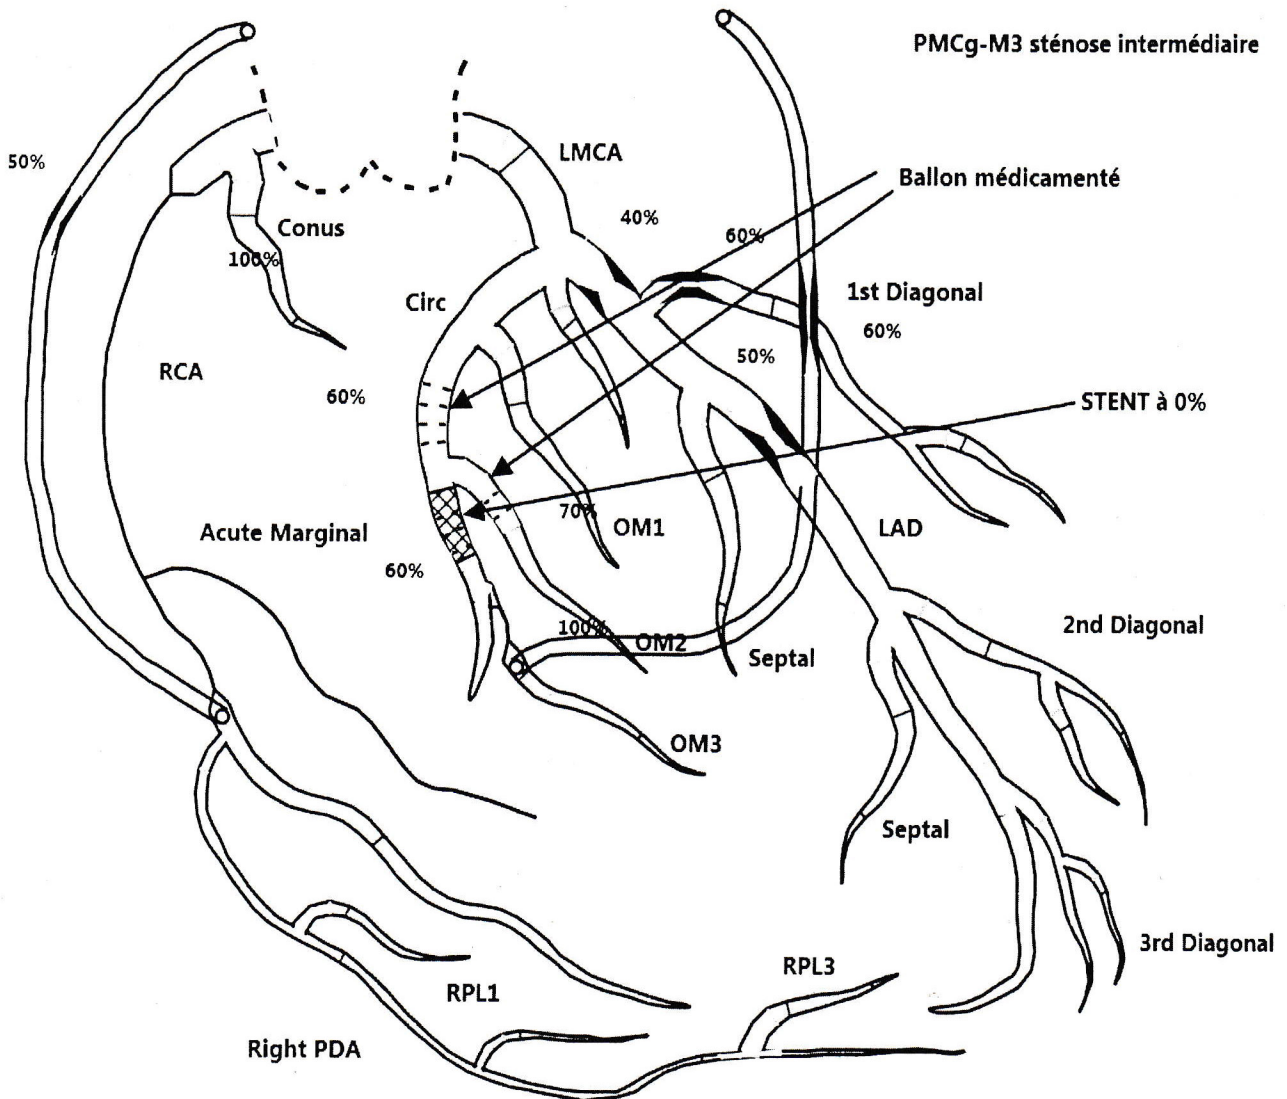 PMCg-M3 sténose intermédiaire
50%
LMCA
Ballon médicamenté
40%
60%
Conus
100%
Circ
1st Diagonal
60%
50%
RCA
60%
STENT à 0%
70%
OM1
LAD
Acute Marginal
60%
100%
OM2
2nd Diagonal
Septal
OM3
Septal
3rd Diagonal
RPL3
RPL1
Right PDA